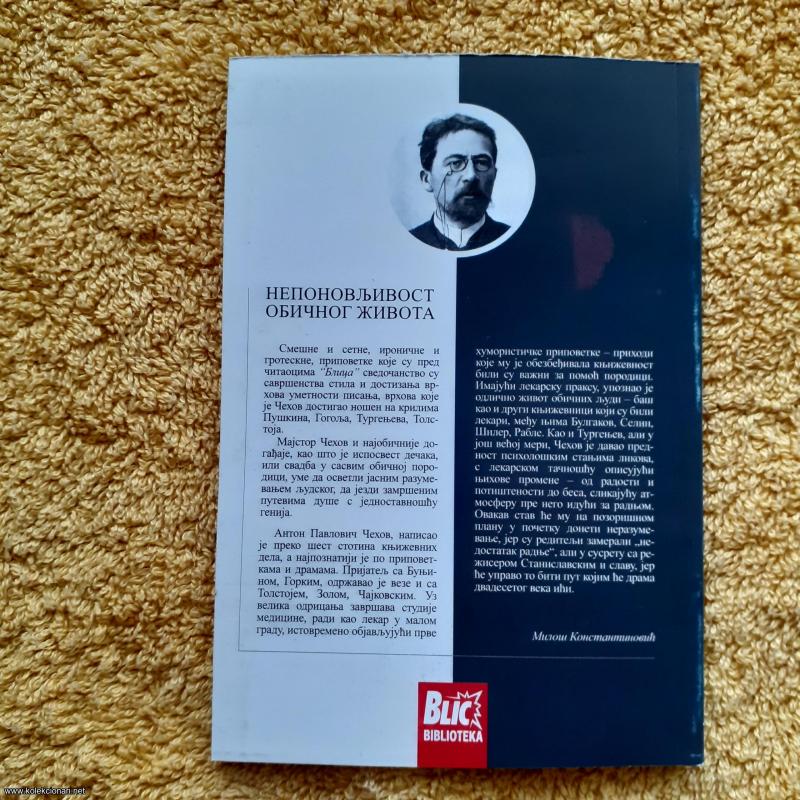 НЕПОНОВЉИВОСТ
ОБИЧНОГ ЖИВОТА
Смешне и сетне, ироничне и
гротескне, приповетке које су пред
читаоцима "Блица" сведочанство су
савршенства стила и достизања вр-
хова уметности писања, врхова које
је Чехов достигао ношен на крилима
Пушкина, Гогоља, Тургењева, Толс-
тоја.
Мајстор Чехов и најобичније до-
гађаје, као што је испосвест дечака,
или свадба у сасвим обичној поро-
дици, уме да осветли јасним разуме-
вањем људског, да језди замршеним
путевима душе с једноставношћу
генија.
Антон Павлович Чехов, написао
је преко шест стотина књижевних
дела, а најпознатији је по приповет-
кама и драмама. Пријатељ са Буњи-
ном, Горким, одржавао је везе и са
Толстојем, Золом, Чајковским. Уз
велика одрицања завршава студије
медицине, ради као лекар у малом
граду, истовремено објављујући прве
хумористичке приповетке – приходи
које му је обезбеђивала књижевност
били су важни за помоћ породици.
Имајући лекарску праксу, упознао је
одлично живот обичних људи – баш
као и други књижевници који су били
лекари, међу њима Булгаков, Селин,
Шилер, Рабле. Као и Тургењев, али у
још већој мери, Чехов је давао пред-
ност психолошким стањима ликова,
с лекарском тачношћу описујући
њихове промене – од радости и
потиштености до беса, сликајућу ат-
мосферу пре него идући за радњом.
Овакав став ће му на позоришном
плану у почетку донети неразуме-
вање, јер су редитељи замерали „не-
достатак радње", али у сусрету са ре-
жисером Станиславским и славу, јер
ће управо то бити пут којим ће драма
двадесетог века ићи.
Милош Константиновић
BLIC
BIBLIOTEKA
www.kolekcionari.net